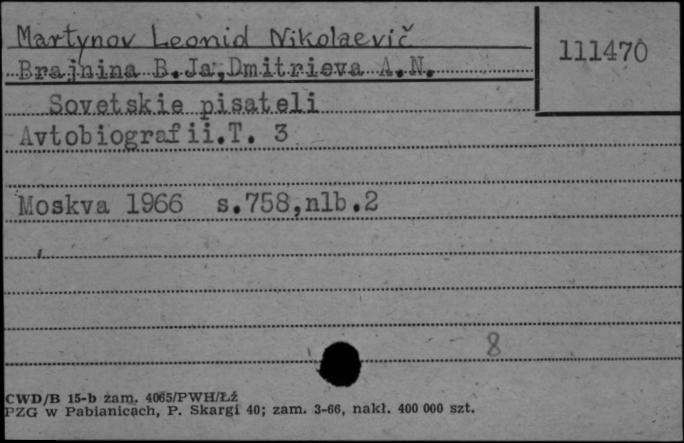 Martynov Leonid Nikolaevič
111470
Brajnina B.Ja,Dmitrieva A.N.
Sovetskie pisateli
Avtobiografii.T. 3
Moskva 1966 s.758,nlb.2
8
CWD/B 15-b zam. 4065/PWH/Łź
PZG w Pabianicach, P. Skargi 40; zam. 3-66, nakł. 400 000 szt.